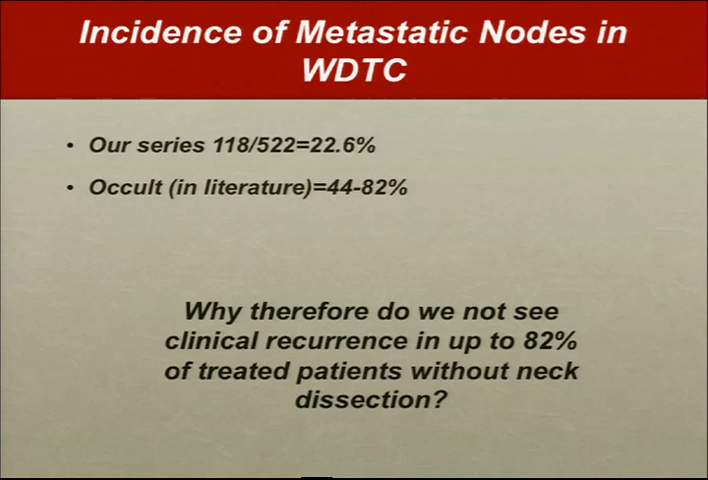 Incidence of Metastatic Nodes in
WDTC
• Our series 118/522=22.6%
• Occult (in literature)=44-82%
Why therefore do we not see
clinical recurrence in up to 82%
of treated patients without neck
dissection?